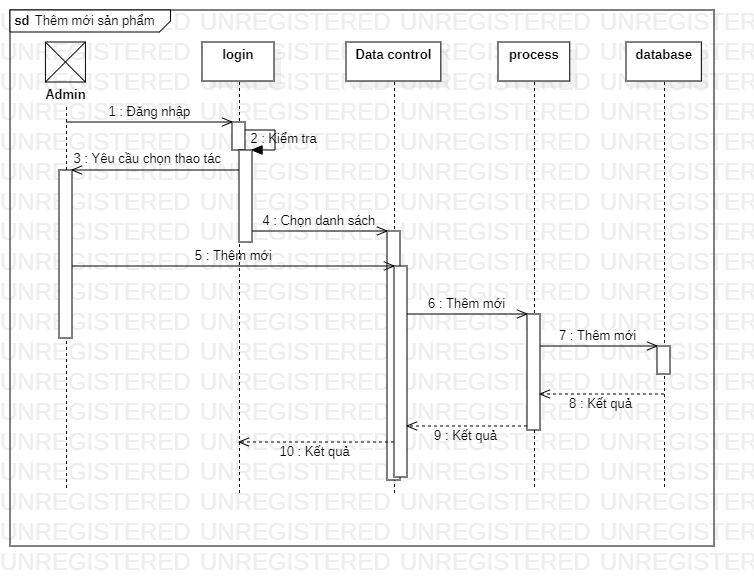 sd Thêm mới sản phẩm
Admin
login
Data control
process
database
1 : Đăng nhập
2 : Kiểm tra
3 : Yêu cầu chọn thao tác
4 : Chọn danh sách
5 : Thêm mới
6 : Thêm mới
7 : Thêm mới
8 : Kết quả
9 : Kết quả
10 : Kết quả
UNREGISTERED